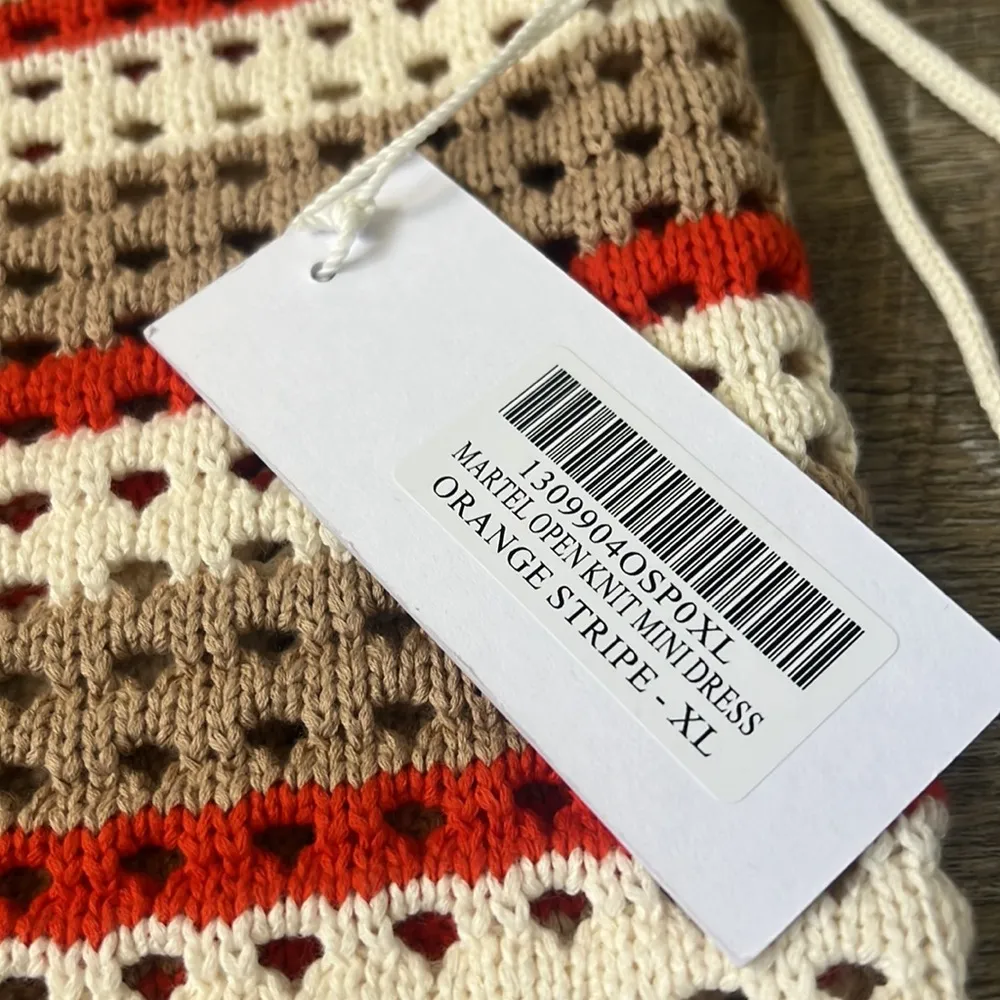 1309904OSP0XL
MARTEL OPEN KNIT MINI DRESS
ORANGE STRIPE - XL